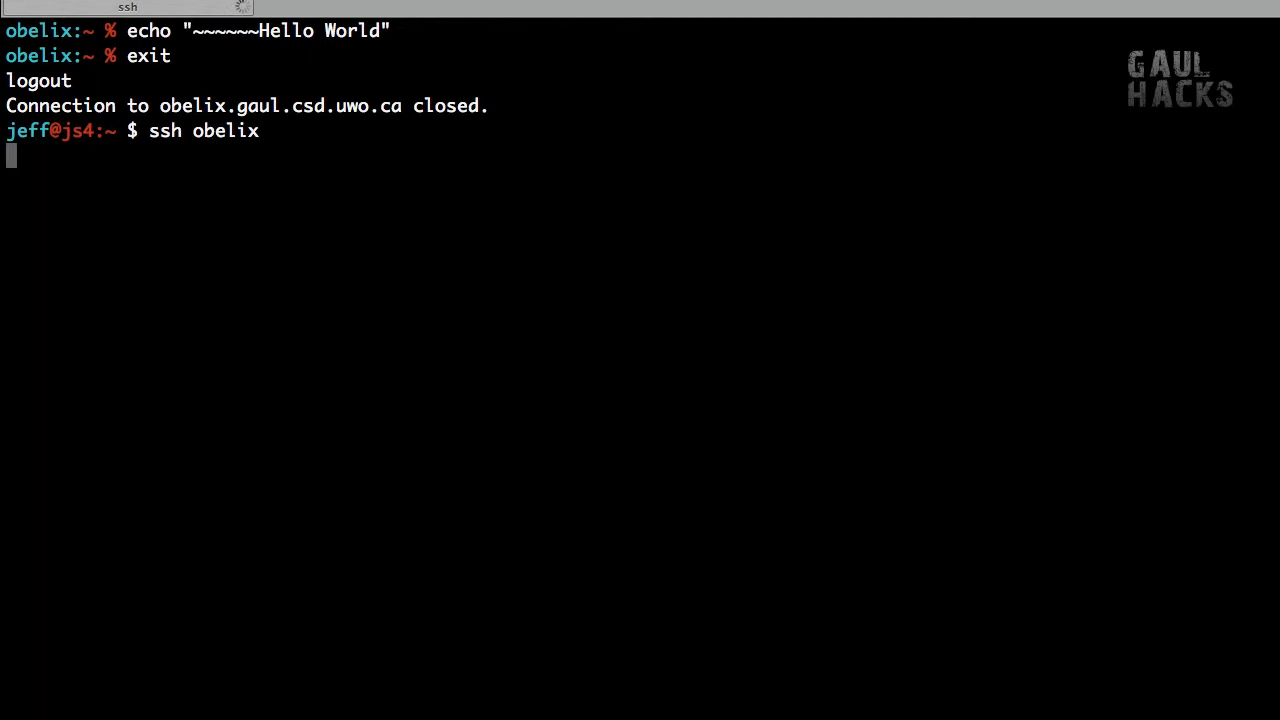 ssh
obelix:~ % echo "~~~~~~Hello World"
obelix:~ % exit
logout
Connection to obelix.gaul.csd.uwo.ca closed.
jeff@js4:~ $ ssh obelix
GAUL
HACKS